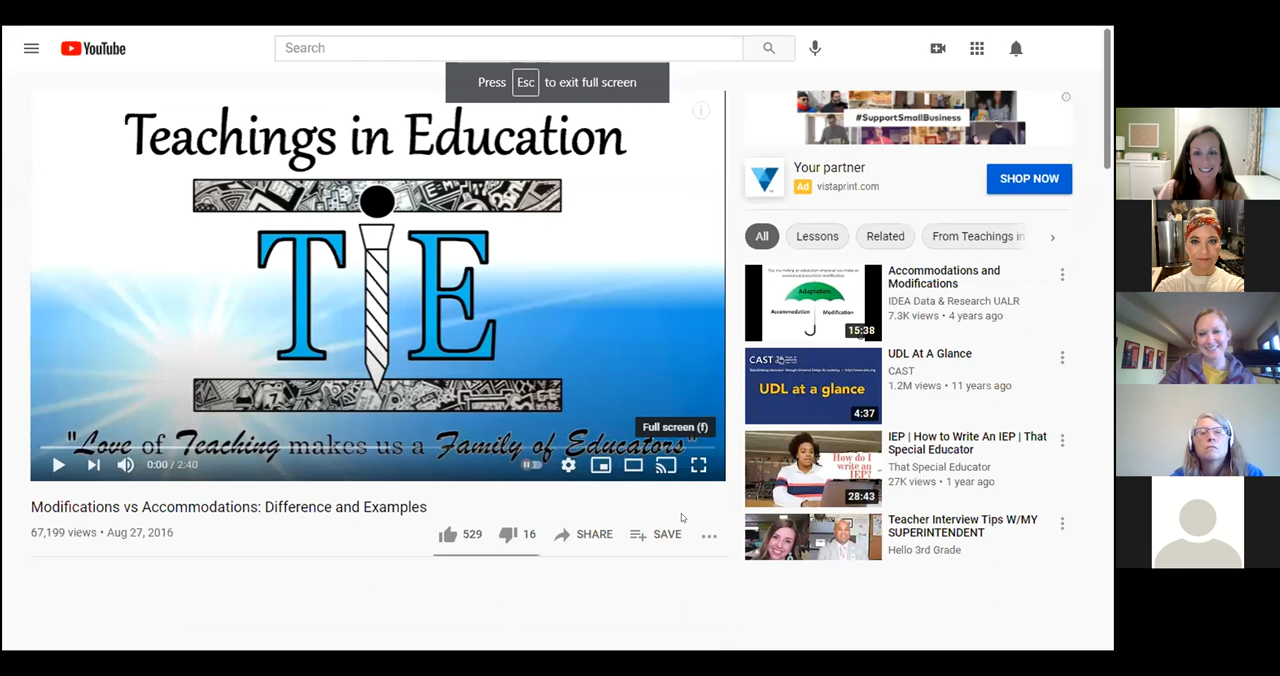 YouTube
Search
Press Esc to exit full screen
Teachings in Education
TIE
"Love of Teaching makes us a Family of Educators"
Full screen (f)
0:00 / 2:40
Modifications vs Accommodations: Difference and Examples
67,199 views • Aug 27, 2016
529
16
SHARE
SAVE
#SupportSmallBusiness
Your partner
Ad vistaprint.com
SHOP NOW
All
Lessons
Related
From Teachings in
Adaptation
Accommodation
Modification
15:38
Accommodations and
Modifications
IDEA Data & Research UALR
7.3K views • 4 years ago
CAST
UDL at a glance
4:37
UDL At A Glance
CAST
1.2M views • 11 years ago
How do I
write an
IEP?
28:43
IEP | How to Write An IEP | That
Special Educator
That Special Educator
27K views • 1 year ago
Teacher Interview Tips W/MY
SUPERINTENDENT
Hello 3rd Grade